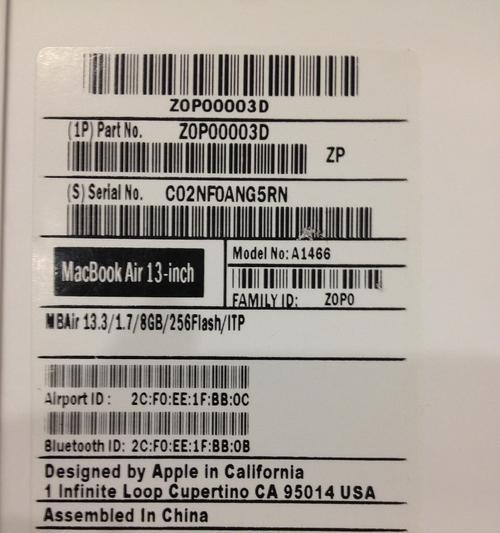 Z0P00003D
(1P) Part No. Z0P00003D
ZP
(S) Serial No. C02NF0ANG5RN
MacBook Air 13-inch
Model No: A1466
FAMILY ID: Z0P0
MBAir 13.3/1.7/8GB/256Flash/ITP
Airport ID: 2C:F0:EE:1F:BB:0C
Bluetooth ID: 2C:F0:EE:1F:BB:0B
Designed by Apple in California
1 Infinite Loop Cupertino CA 95014 USA
Assembled In China